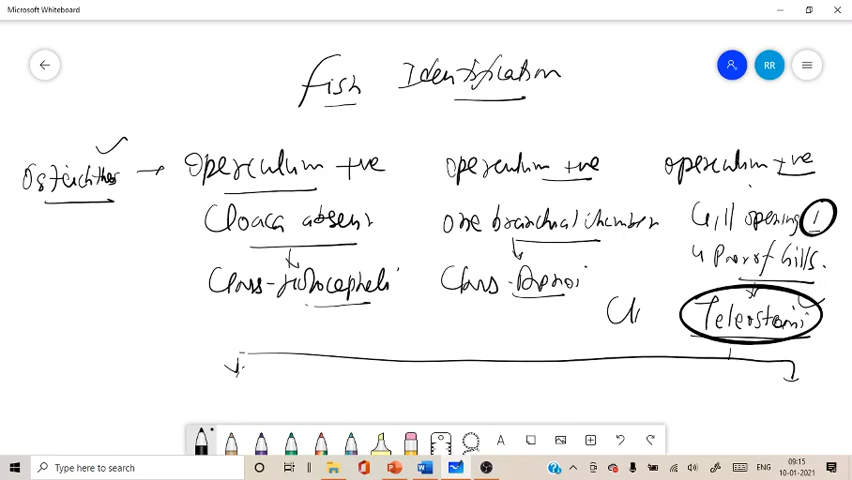 Microsoft Whiteboard
Fish Identification
RR
Osteichthes → operculum +ve
operculum +ve
operculum +ve
Cloaca absent
one branchial chamber
Gill opening 1
Class-Holocephali
Class-Dipnoi
4 Pair of Gills.
Cl
Teleostomi
A
Type here to search
ENG
09:15
10-01-2021